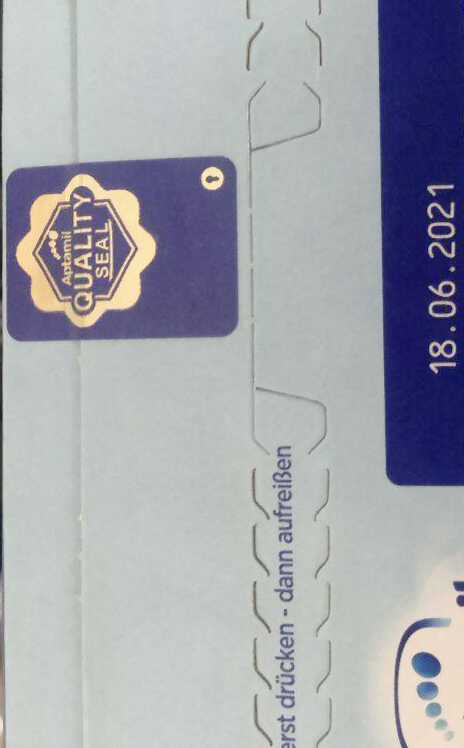 Aptamil
QUALITY
SEAL
erst drücken - dann aufreißen
18.06.2021